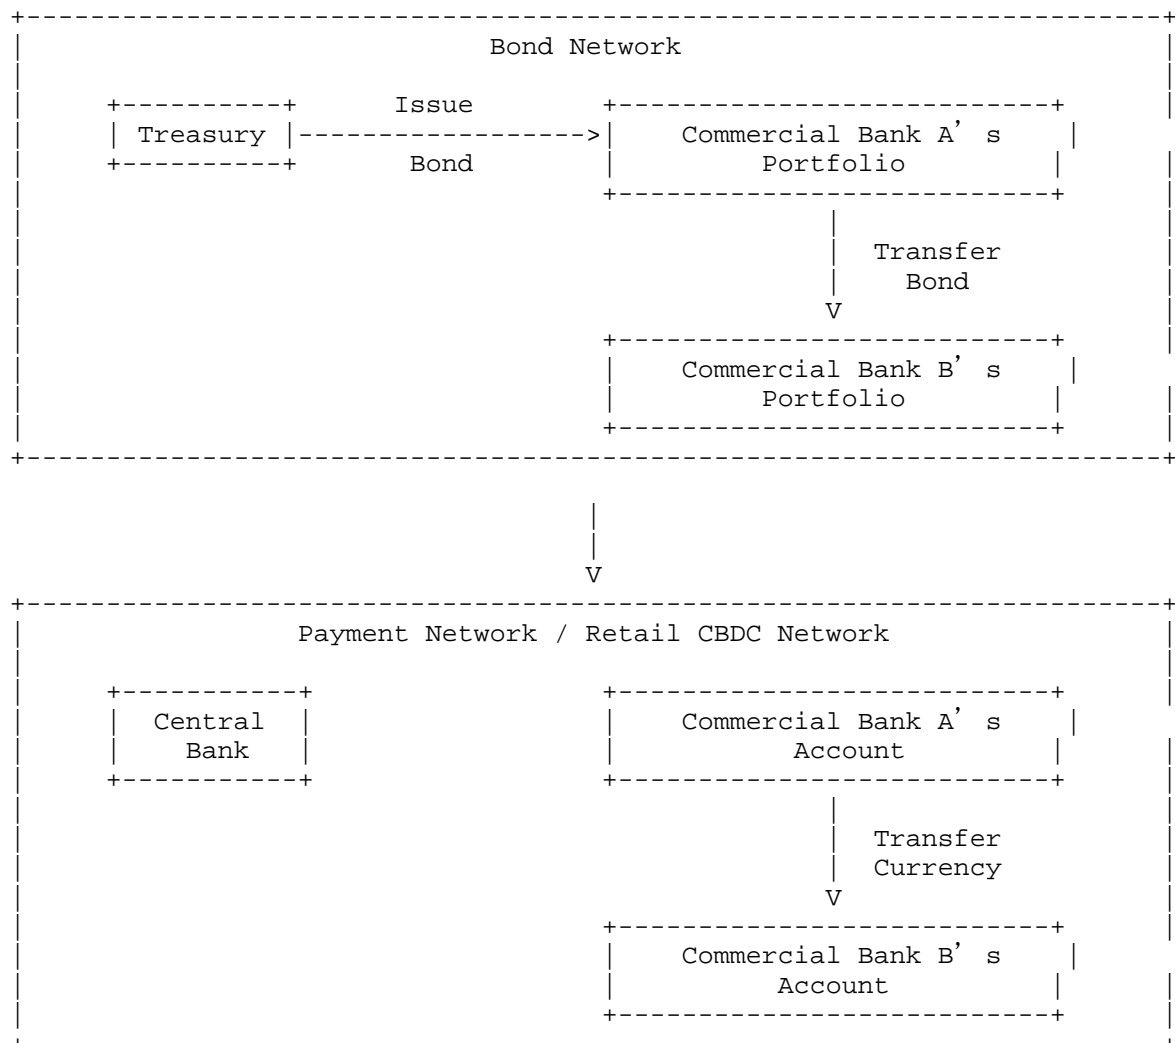 Bond Network
Issue
Treasury
Bond
Commercial Bank A’s
Portfolio
Transfer
Bond
V
Commercial Bank B’s
Portfolio
V
Payment Network / Retail CBDC Network
Central
Bank
Commercial Bank A’s
Account
Transfer
Currency
V
Commercial Bank B’s
Account